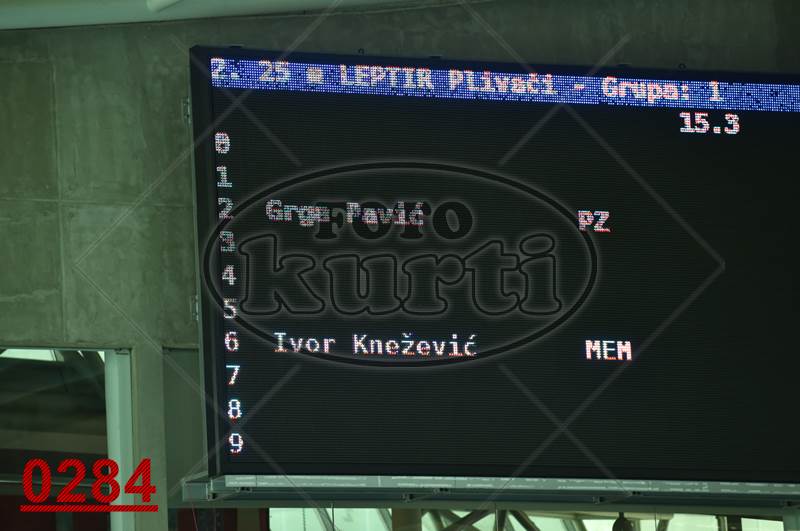 2. 25 m LEPTIR Plivači - Grupa: 1
15.3
0
1
2 Grga Pavić PZ
3
4
5
6 Ivor Knežević MEM
7
8
9
FOTO
kurti
0284